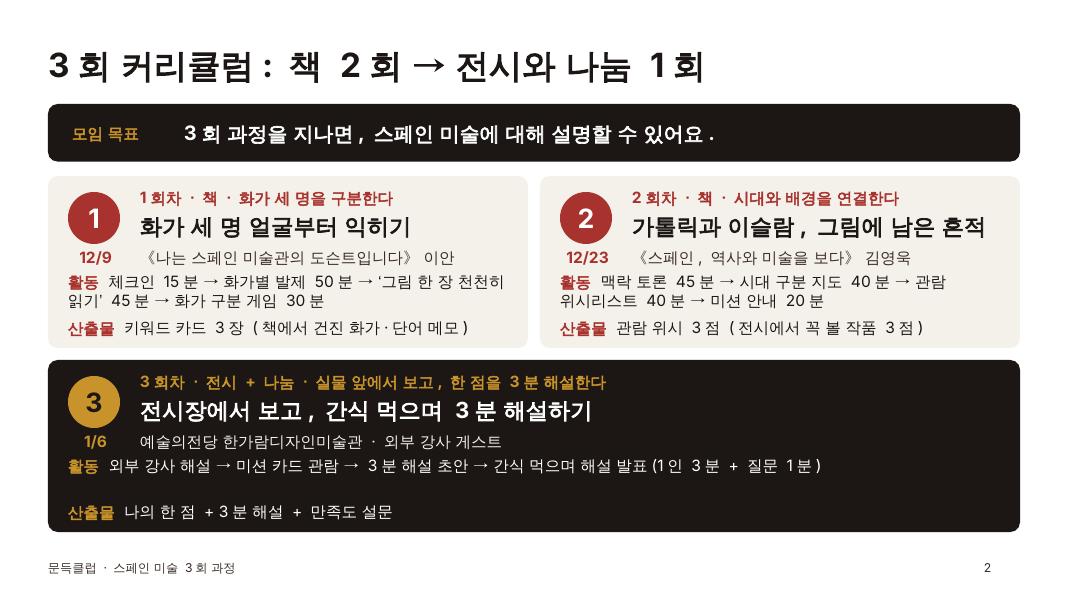 3회 커리큘럼: 책 2회 → 전시와 나눔 1회
모임 목표
3회 과정을 지나면, 스페인 미술에 대해 설명할 수 있어요.
1
12/9
1회차 · 책 · 화가 세 명을 구분한다
화가 세 명 얼굴부터 익히기
《나는 스페인 미술관의 도슨트입니다》 이안
활동 체크인 15분 → 화가별 발제 50분 → '그림 한 장 천천히
읽기' 45분 → 화가 구분 게임 30분
산출물 키워드 카드 3장 (책에서 건진 화가·단어 메모)
2
12/23
2회차 · 책 · 시대와 배경을 연결한다
가톨릭과 이슬람, 그림에 남은 흔적
《스페인, 역사와 미술을 보다》 김영욱
활동 맥락 토론 45분 → 시대 구분 지도 40분 → 관람
위시리스트 40분 → 미션 안내 20분
산출물 관람 위시 3점 (전시에서 꼭 볼 작품 3점)
3
1/6
3회차 · 전시 + 나눔 · 실물 앞에서 보고, 한 점을 3분 해설한다
전시장에서 보고, 간식 먹으며 3분 해설하기
예술의전당 한가람디자인미술관 · 외부 강사 게스트
활동 외부 강사 해설 → 미션 카드 관람 → 3분 해설 초안 → 간식 먹으며 해설 발표 (1인 3분 + 질문 1분)
산출물 나의 한 점 + 3분 해설 + 만족도 설문
문득클럽 · 스페인 미술 3회 과정
2